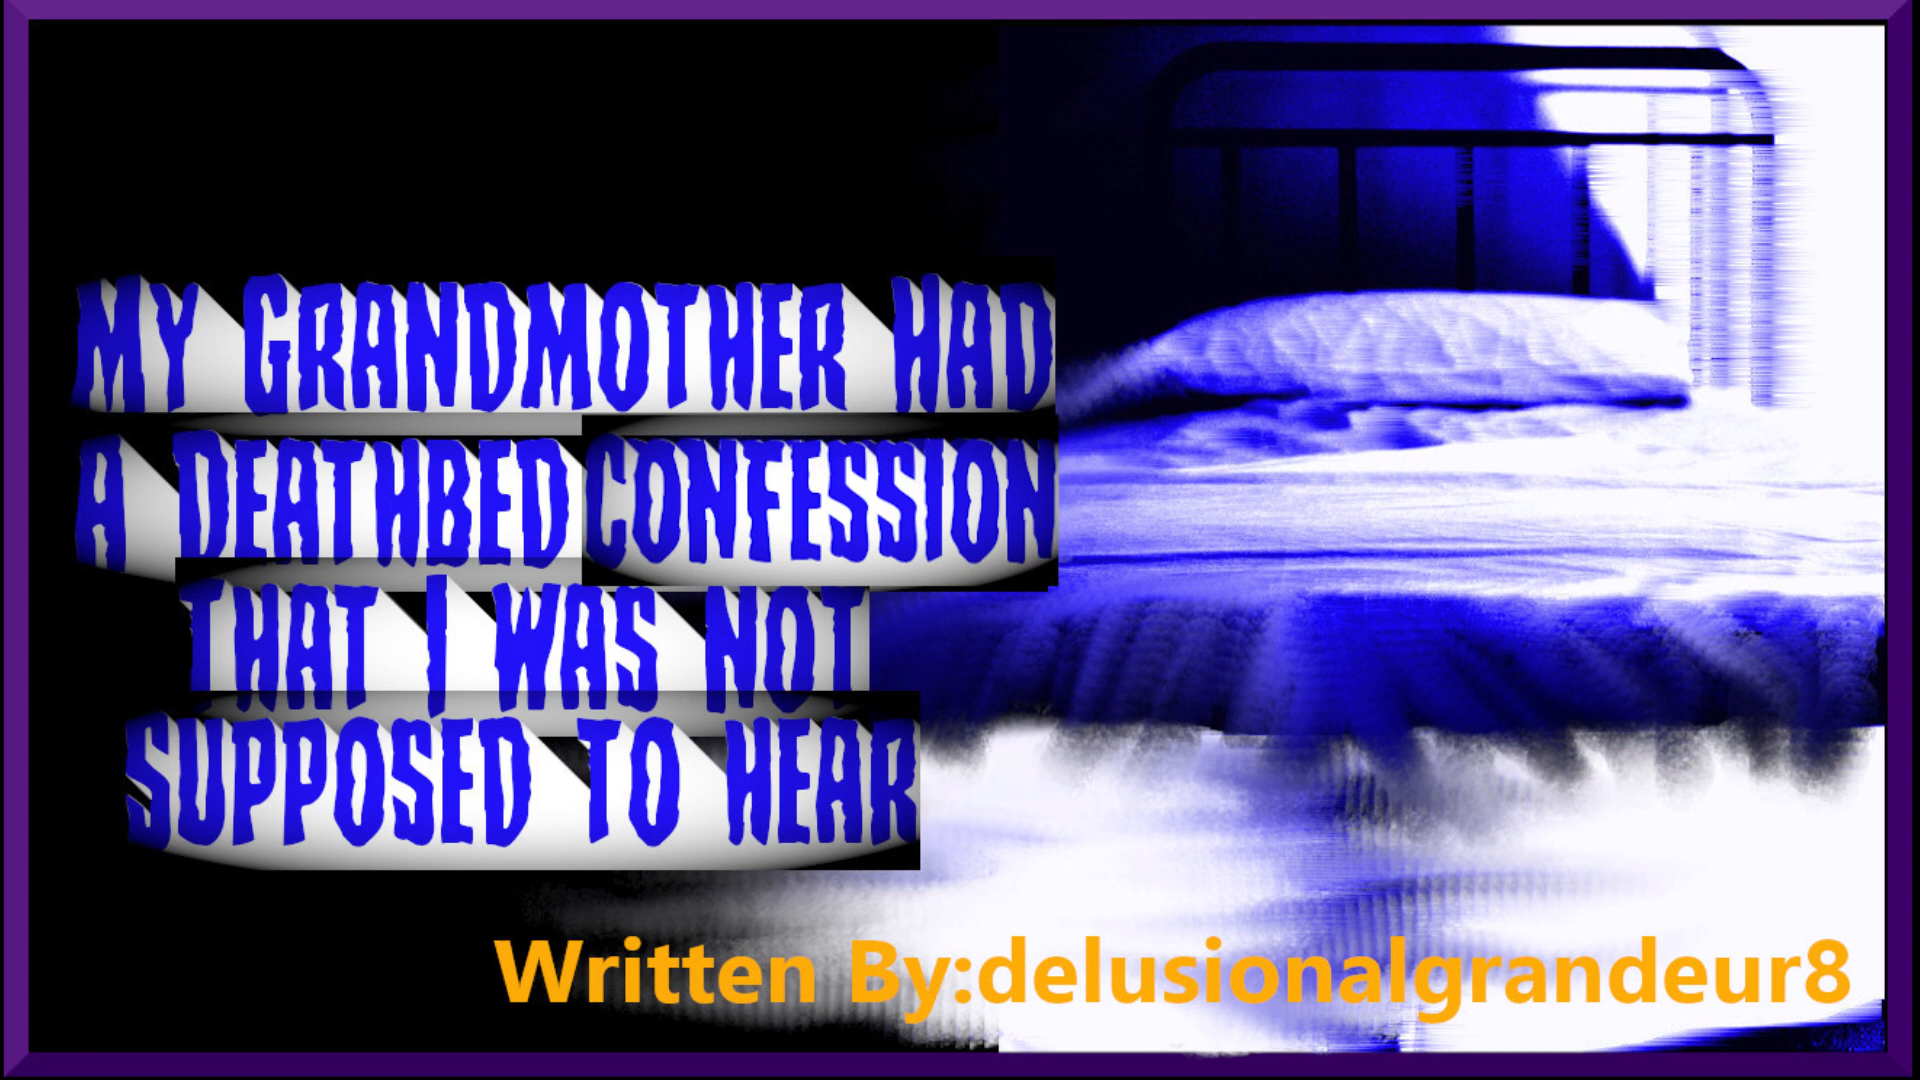 My Grandmother Had
A Deathbed Confession
That I Was Not
Supposed To Hear
Written By:delusionalgrandeur8